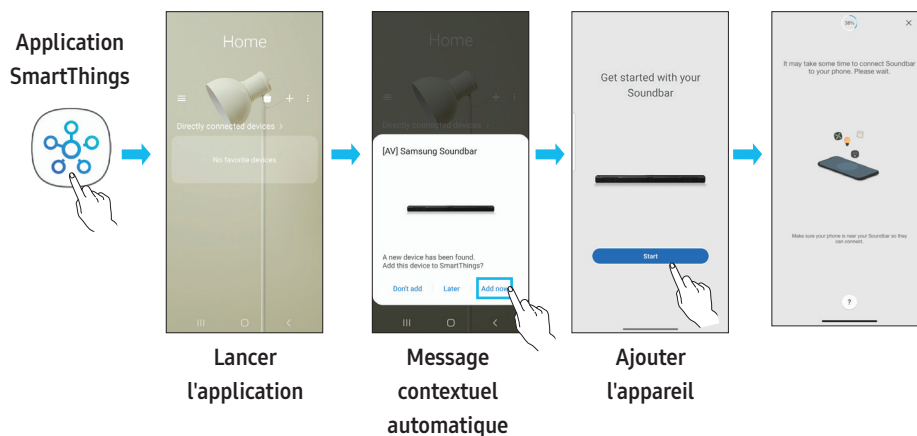 Application
SmartThings
Home
Directly connected devices >
No favorite devices
Lancer
l'application
Home
Directly connected devices >
[AV] Samsung Soundbar
A new device has been found.
Add this device to SmartThings?
Don't add
Later
Add now
Message
contextuel
automatique
Get started with your
Soundbar
Start
Ajouter
l'appareil
38%
It may take some time to connect Soundbar
to your phone. Please wait.
Make sure your phone is near your Soundbar so they
can connect.
?